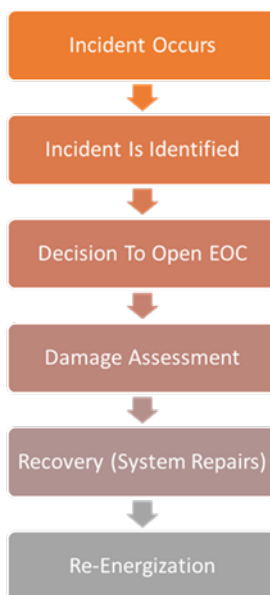 Incident Occurs
Incident Is Identified
Decision To Open EOC
Damage Assessment
Recovery (System Repairs)
Re-Energization